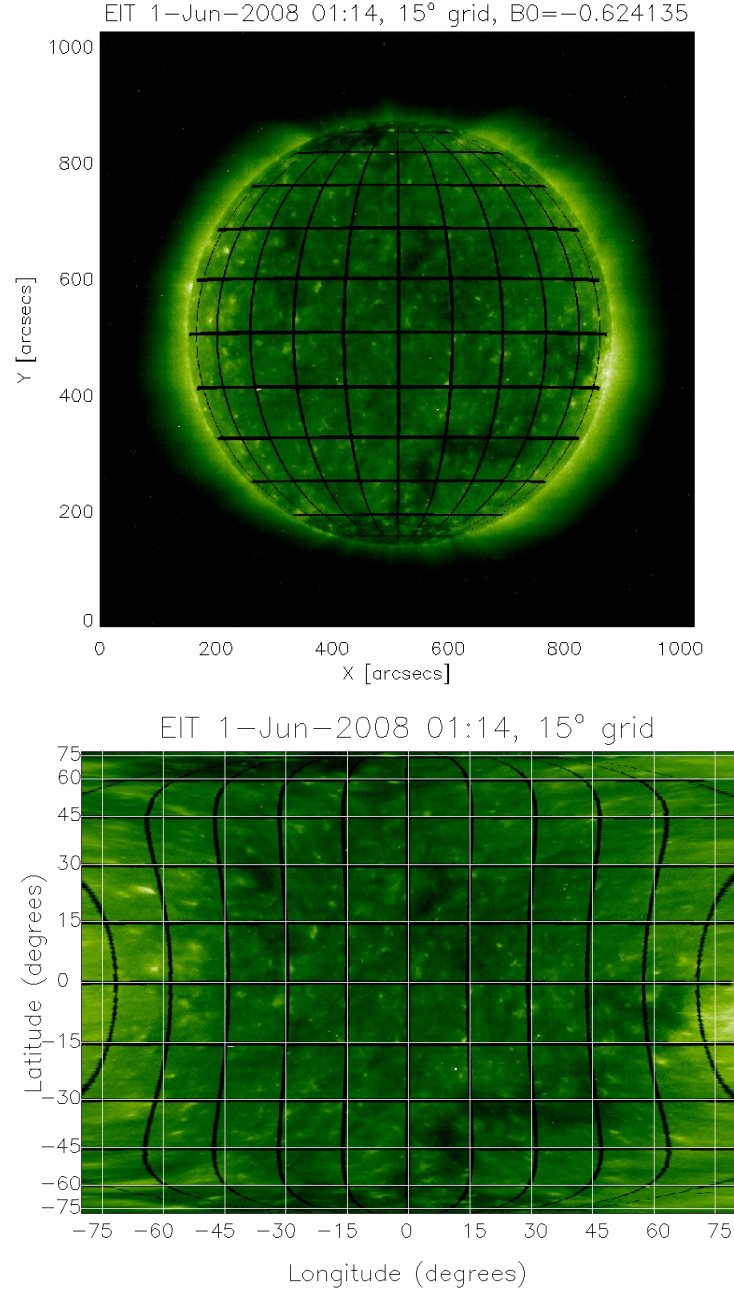 EIT 1-Jun-2008 01:14, 15° grid, B0=-0.624135
1000
800
600
400
200
0
Y [arcsecs]
0 200 400 600 800 1000
X [arcsecs]
EIT 1-Jun-2008 01:14, 15° grid
75
60
45
30
15
0
-15
-30
-45
-60
-75
Latitude (degrees)
-75 -60 -45 -30 -15 0 15 30 45 60 75
Longitude (degrees)